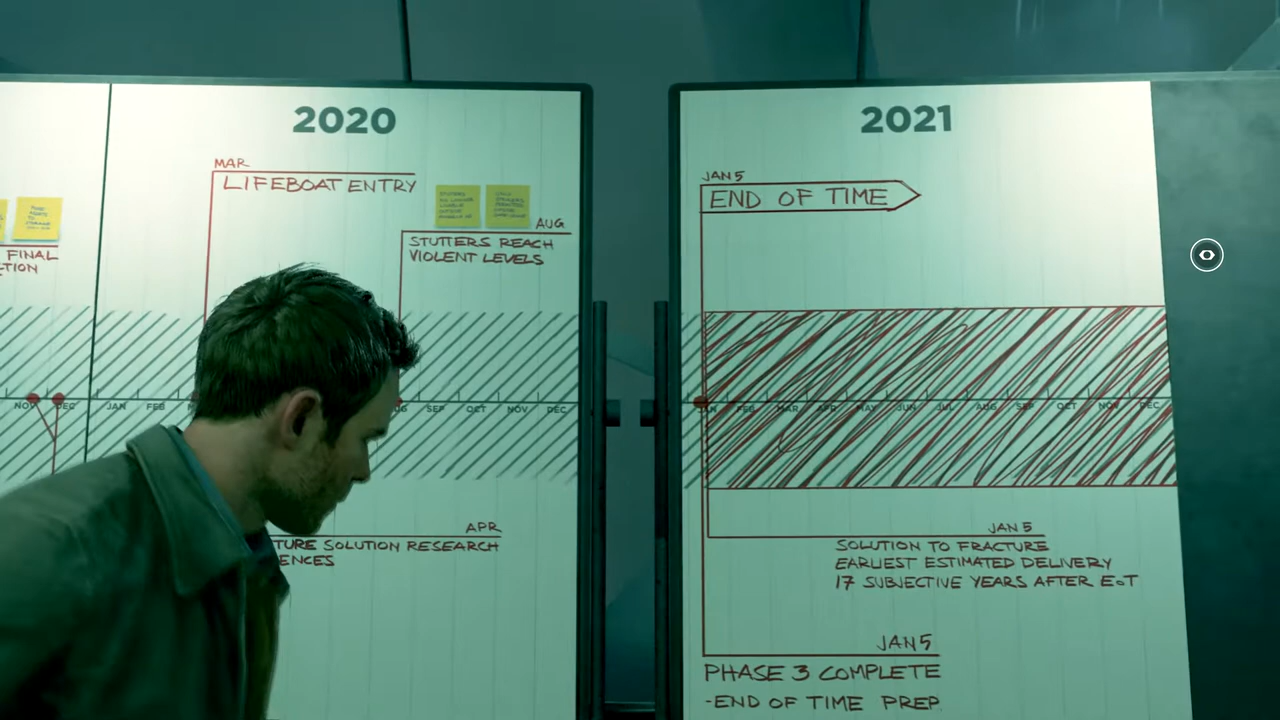 2020
MAR
LIFEBOAT ENTRY
AUG
STUTTERS REACH
VIOLENT LEVELS
FINAL
NOV DEC JAN FEB SEP OCT NOV DEC
APR
SOLUTION RESEARCH
2021
JAN 5
END OF TIME
FEB MAR APR MAY JUN JUL AUG SEP OCT NOV DEC
JAN 5
SOLUTION TO FRACTURE
EARLIEST ESTIMATED DELIVERY
17 SUBJECTIVE YEARS AFTER EoT
JAN 5
PHASE 3 COMPLETE
-END OF TIME PREP.